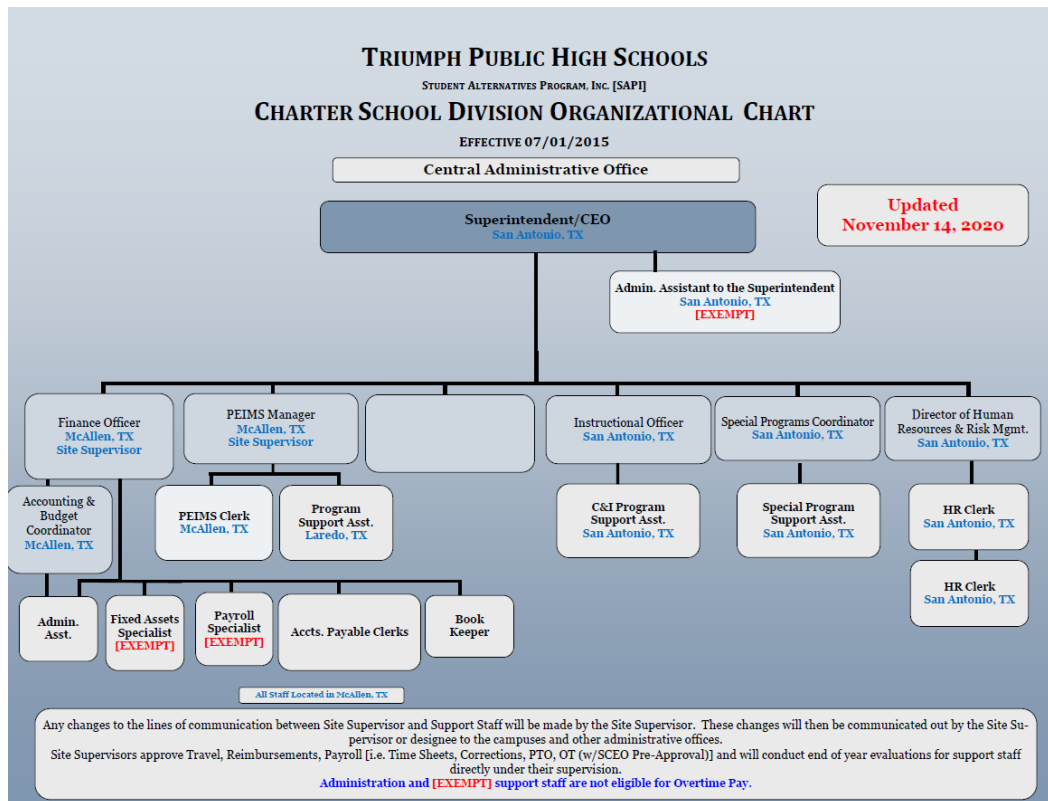 TRIUMPH PUBLIC HIGH SCHOOLS
STUDENT ALTERNATIVES PROGRAM, INC. [SAPI]
CHARTER SCHOOL DIVISION ORGANIZATIONAL CHART
EFFECTIVE 07/01/2015
Central Administrative Office
Updated
November 14, 2020
Superintendent/CEO
San Antonio, TX
Admin. Assistant to the Superintendent
San Antonio, TX
[EXEMPT]
Finance Officer
McAllen, TX
Site Supervisor
PEIMS Manager
McAllen, TX
Site Supervisor
Instructional Officer
San Antonio, TX
Special Programs Coordinator
San Antonio, TX
Director of Human
Resources & Risk Mgmt.
San Antonio, TX
Accounting &
Budget
Coordinator
McAllen, TX
PEIMS Clerk
McAllen, TX
Program
Support Asst.
Laredo, TX
C&I Program
Support Asst.
San Antonio, TX
Special Program
Support Asst.
San Antonio, TX
HR Clerk
San Antonio, TX
HR Clerk
San Antonio, TX
Admin.
Asst.
Fixed Assets
Specialist
[EXEMPT]
Payroll
Specialist
[EXEMPT]
Accts. Payable Clerks
Book
Keeper
All Staff Located in McAllen, TX
Any changes to the lines of communication between Site Supervisor and Support Staff will be made by the Site Supervisor. These changes will then be communicated out by the Site Su-
pervisor or designee to the campuses and other administrative offices.
Site Supervisors approve Travel, Reimbursements, Payroll [i.e. Time Sheets, Corrections, PTO, OT (w/SCEO Pre-Approval)] and will conduct end of year evaluations for support staff
directly under their supervision.
Administration and [EXEMPT] support staff are not eligible for Overtime Pay.